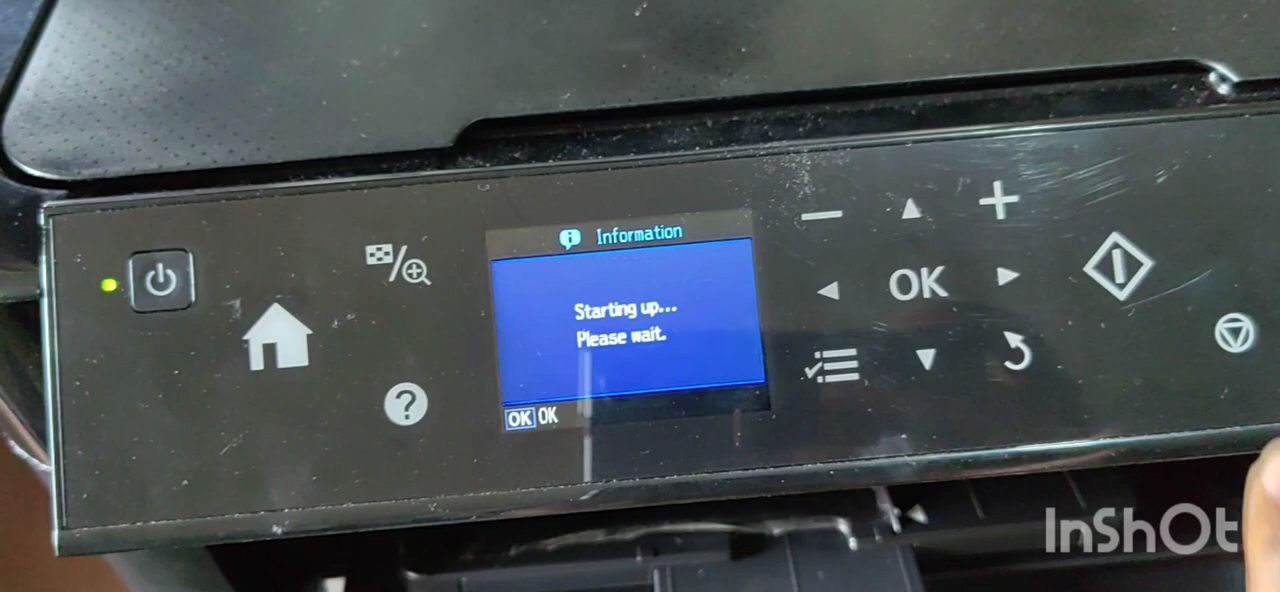 Information
Starting up...
Please wait.
OK OK
OK
InShOt